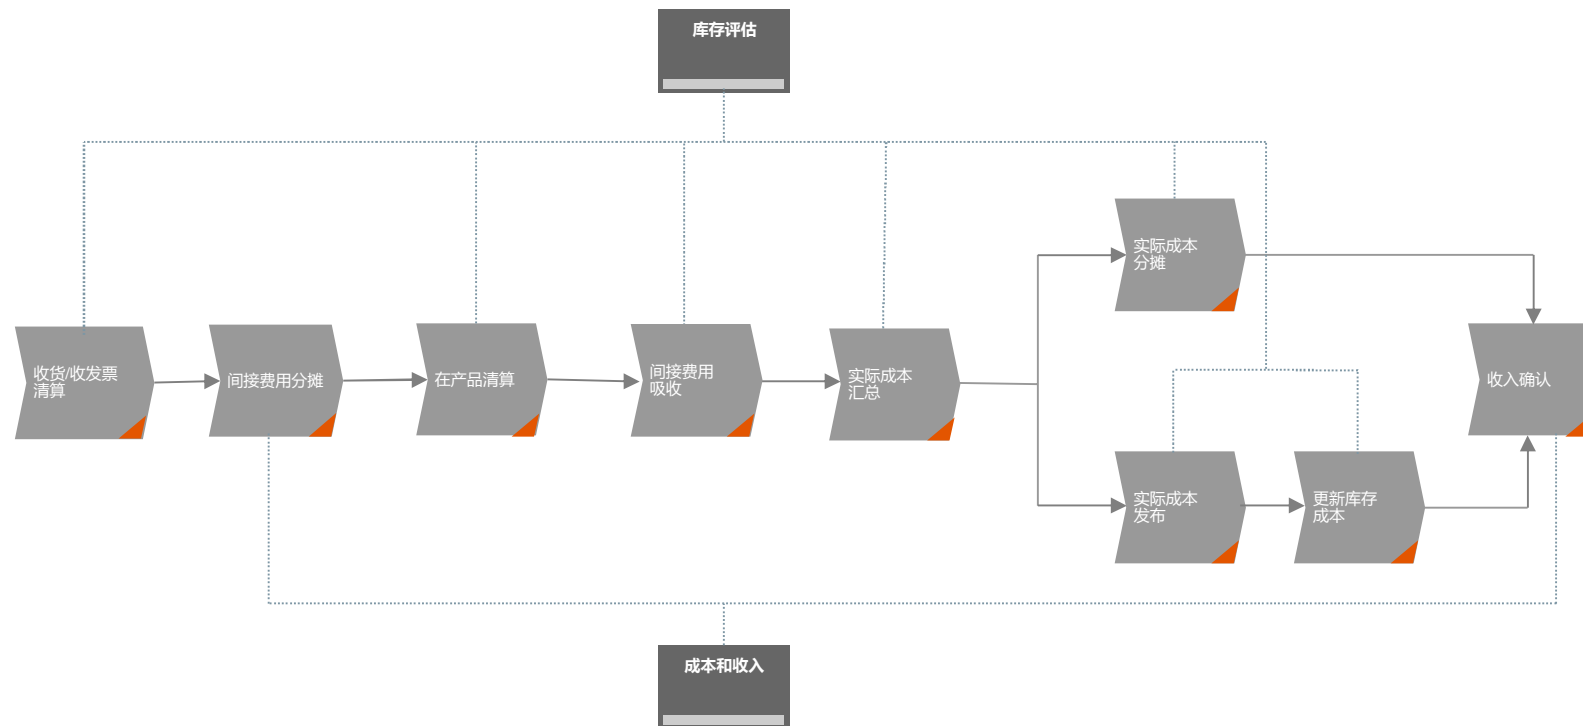 库存评估
实际成本
分摊
收货/收发票
清算
间接费用分摊
在产品清算
间接费用
吸收
实际成本
汇总
收入确认
实际成本
发布
更新库存
成本
成本和收入